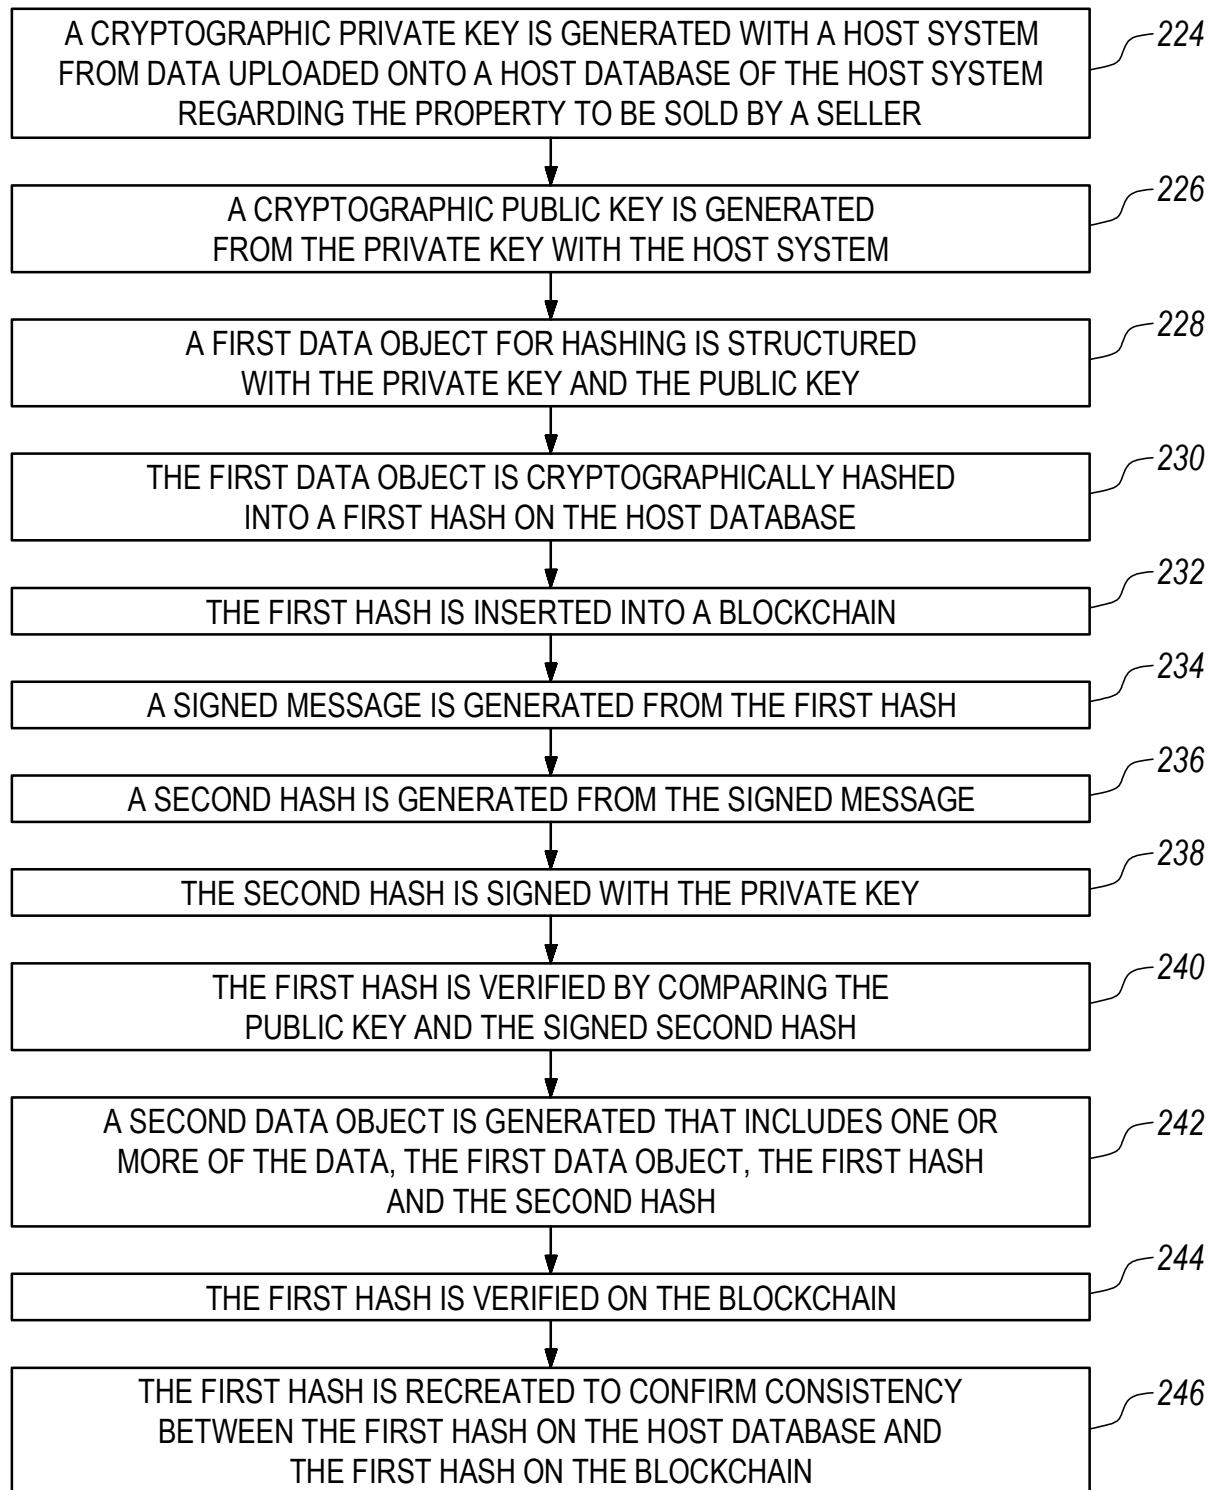 A CRYPTOGRAPHIC PRIVATE KEY IS GENERATED WITH A HOST SYSTEM
FROM DATA UPLOADED ONTO A HOST DATABASE OF THE HOST SYSTEM
REGARDING THE PROPERTY TO BE SOLD BY A SELLER
224
A CRYPTOGRAPHIC PUBLIC KEY IS GENERATED
FROM THE PRIVATE KEY WITH THE HOST SYSTEM
226
A FIRST DATA OBJECT FOR HASHING IS STRUCTURED
WITH THE PRIVATE KEY AND THE PUBLIC KEY
228
THE FIRST DATA OBJECT IS CRYPTOGRAPHICALLY HASHED
INTO A FIRST HASH ON THE HOST DATABASE
230
THE FIRST HASH IS INSERTED INTO A BLOCKCHAIN
232
A SIGNED MESSAGE IS GENERATED FROM THE FIRST HASH
234
A SECOND HASH IS GENERATED FROM THE SIGNED MESSAGE
236
THE SECOND HASH IS SIGNED WITH THE PRIVATE KEY
238
THE FIRST HASH IS VERIFIED BY COMPARING THE
PUBLIC KEY AND THE SIGNED SECOND HASH
240
A SECOND DATA OBJECT IS GENERATED THAT INCLUDES ONE OR
MORE OF THE DATA, THE FIRST DATA OBJECT, THE FIRST HASH
AND THE SECOND HASH
242
THE FIRST HASH IS VERIFIED ON THE BLOCKCHAIN
244
THE FIRST HASH IS RECREATED TO CONFIRM CONSISTENCY
BETWEEN THE FIRST HASH ON THE HOST DATABASE AND
THE FIRST HASH ON THE BLOCKCHAIN
246